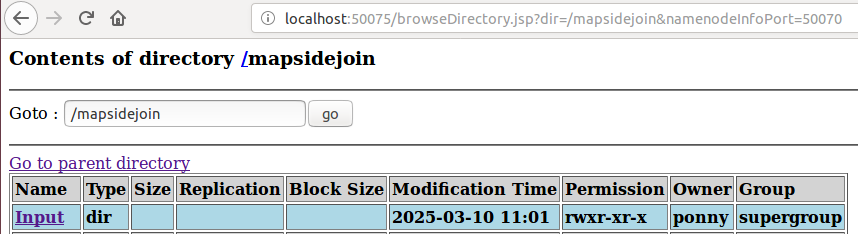 localhost:50075/browseDirectory.jsp?dir=/mapsidejoin&namenodeInfoPort=50070
Contents of directory /mapsidejoin
Goto : /mapsidejoin go
Go to parent directory
Name Type Size Replication Block Size Modification Time Permission Owner Group
Input dir 2025-03-10 11:01 rwxr-xr-x ponny supergroup